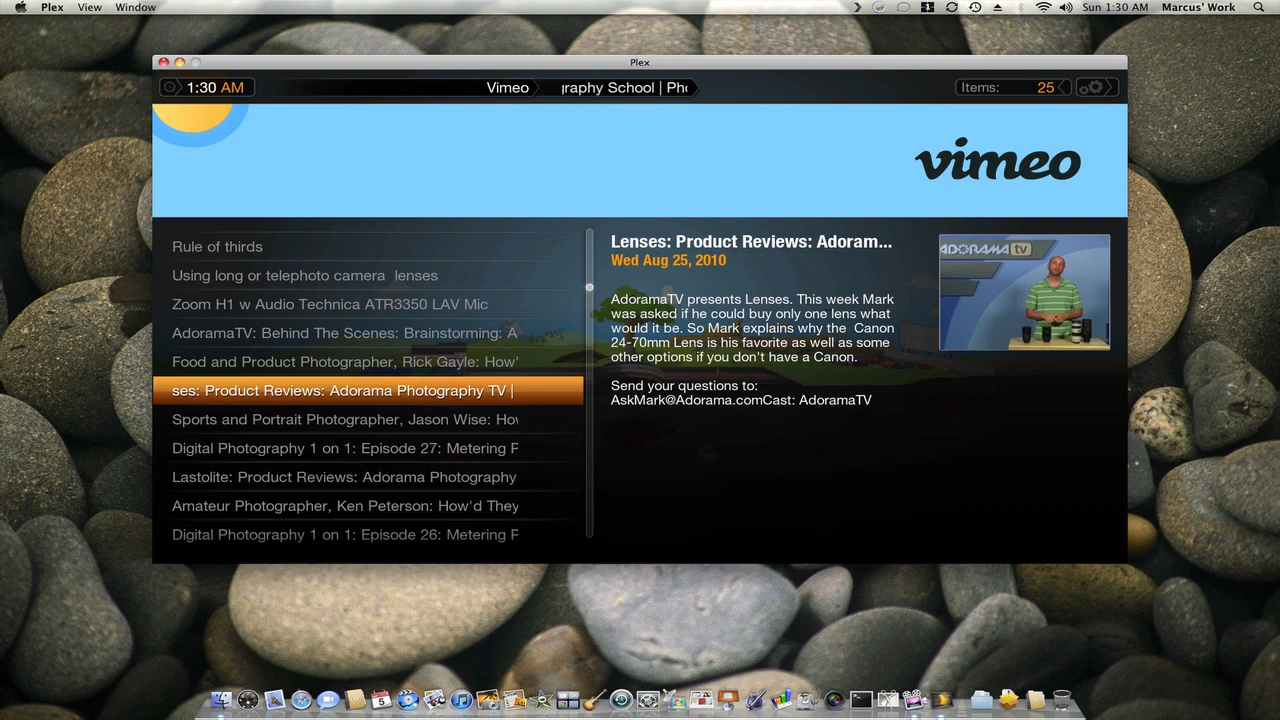 Plex View Window
Sun 1:30 AM Marcus' Work
Plex
1:30 AM Vimeo graphy School | Pho Items: 25
vimeo
Rule of thirds
Using long or telephoto camera lenses
Zoom H1 w Audio Technica ATR3350 LAV Mic
AdoramaTV: Behind The Scenes: Brainstorming: A
Food and Product Photographer, Rick Gayle: How'
ses: Product Reviews: Adorama Photography TV |
Sports and Portrait Photographer, Jason Wise: How
Digital Photography 1 on 1: Episode 27: Metering P
Lastolite: Product Reviews: Adorama Photography
Amateur Photographer, Ken Peterson: How'd They
Digital Photography 1 on 1: Episode 26: Metering P
Lenses: Product Reviews: Adoram...
Wed Aug 25, 2010
AdoramaTV presents Lenses. This week Mark
was asked if he could buy only one lens what
would it be. So Mark explains why the Canon
24-70mm Lens is his favorite as well as some
other options if you don't have a Canon.
Send your questions to:
AskMark@Adorama.comCast: AdoramaTV
ADORAMA tv
5